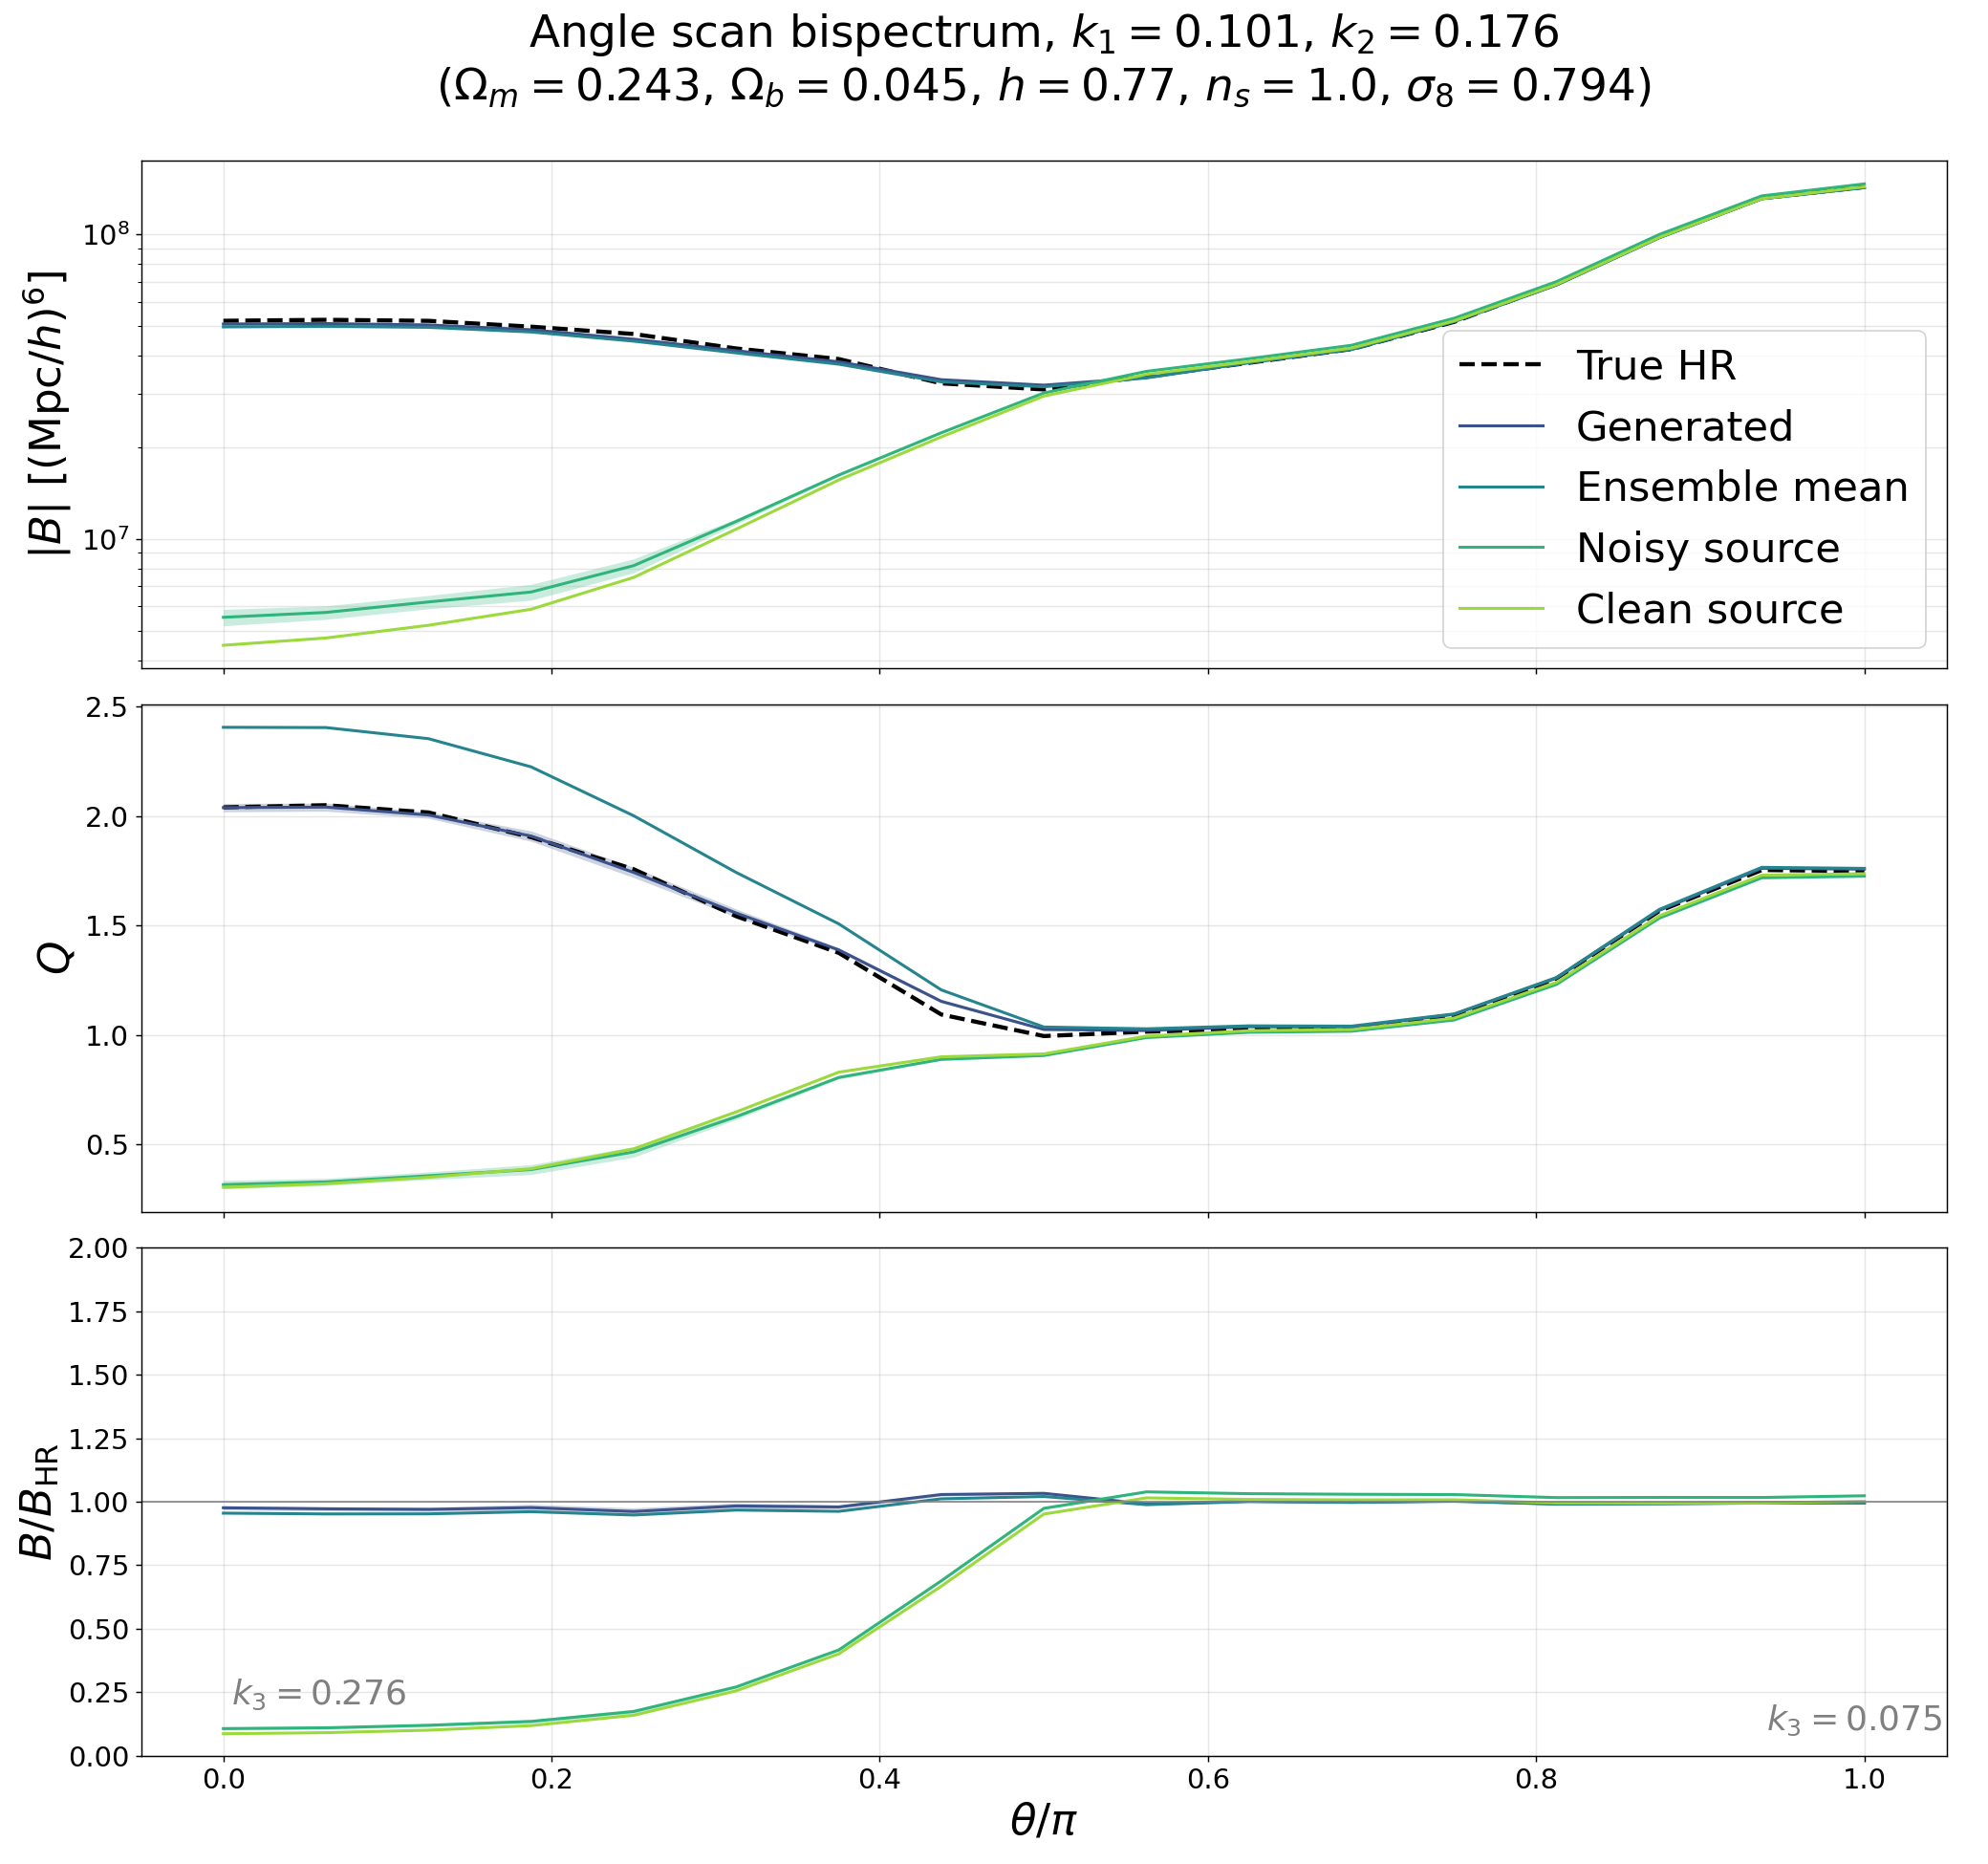 Angle scan bispectrum, k₁ = 0.101, k₂ = 0.176
(Ωₘ = 0.243, Ω_b = 0.045, h = 0.77, nₛ = 1.0, σ₈ = 0.794)
|B| [(Mpc/h)⁶]
10⁸
10⁷
True HR
Generated
Ensemble mean
Noisy source
Clean source
Q
2.5
2.0
1.5
1.0
0.5
B/B_HR
2.00
1.75
1.50
1.25
1.00
0.75
0.50
0.25
0.00
k₃ = 0.276
k₃ = 0.075
0.0 0.2 0.4 0.6 0.8 1.0
θ/π